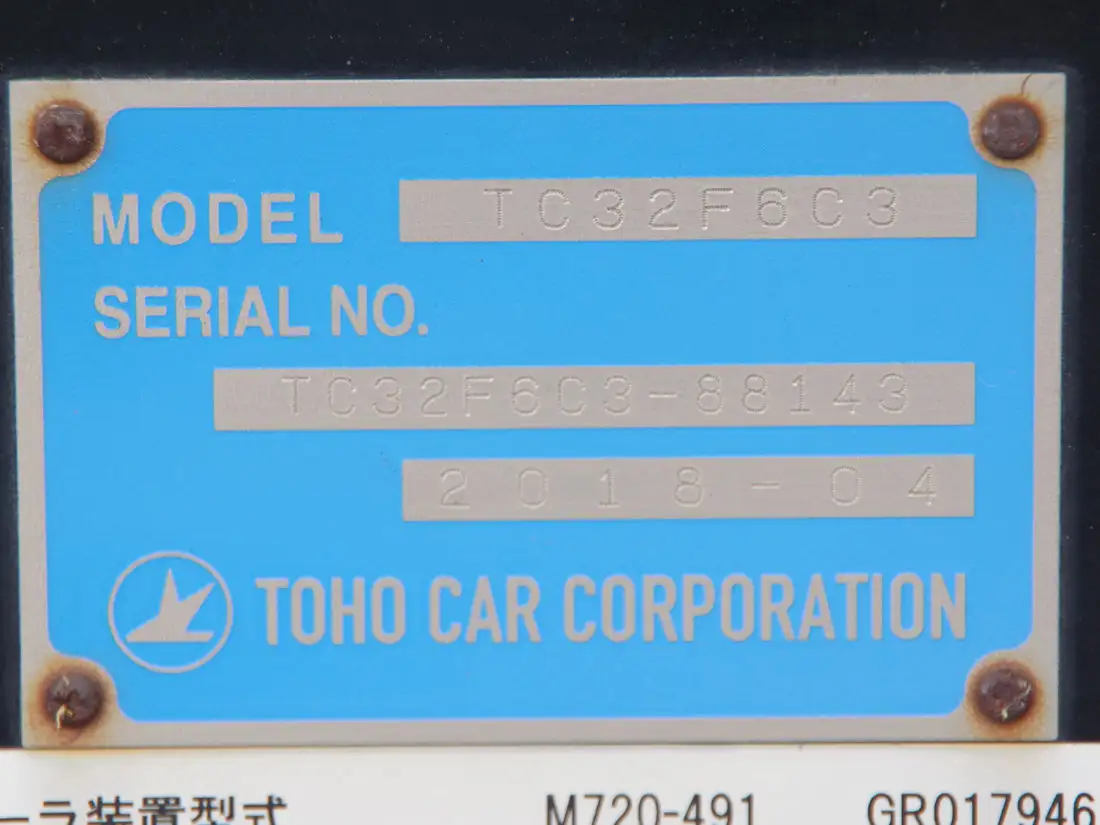 MODEL TC32F6C3
SERIAL NO.
TC32F6C3-88143
2018-04
TOHO CAR CORPORATION
ーラ装置型式 M720-491 GR017946